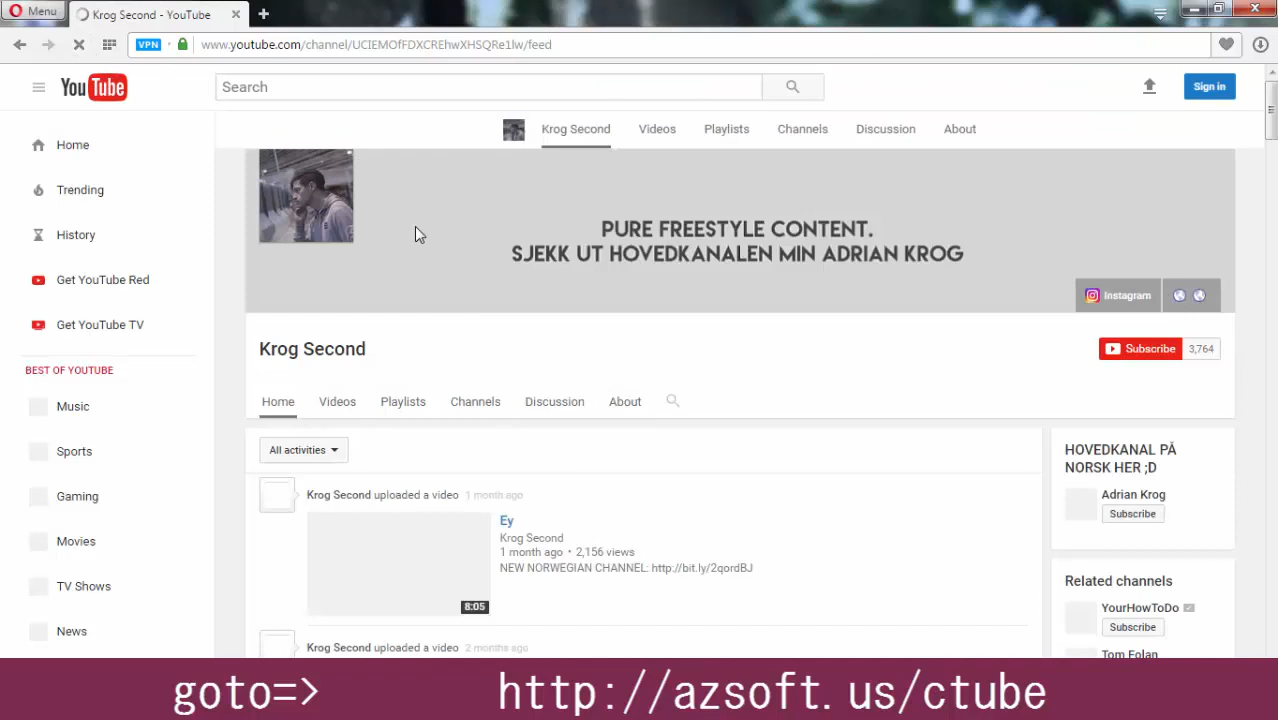 Menu
Krog Second - YouTube
VPN
www.youtube.com/channel/UCIEMOfFDXCREhwXHSQRe1lw/feed
YouTube
Search
Sign in
Krog Second Videos Playlists Channels Discussion About
Home
Trending
History
Get YouTube Red
Get YouTube TV
BEST OF YOUTUBE
Music
Sports
Gaming
Movies
TV Shows
News
PURE FREESTYLE CONTENT.
SJEKK UT HOVEDKANALEN MIN ADRIAN KROG
Instagram
Krog Second
Subscribe 3,764
Home Videos Playlists Channels Discussion About
All activities
Krog Second uploaded a video 1 month ago
Ey
Krog Second
1 month ago • 2,156 views
NEW NORWEGIAN CHANNEL: http://bit.ly/2qordBJ
8:05
Krog Second uploaded a video 2 months ago
HOVEDKANAL PÅ
NORSK HER ;D
Adrian Krog
Subscribe
Related channels
YourHowToDo
Subscribe
Tom Folan
goto=> http://azsoft.us/ctube